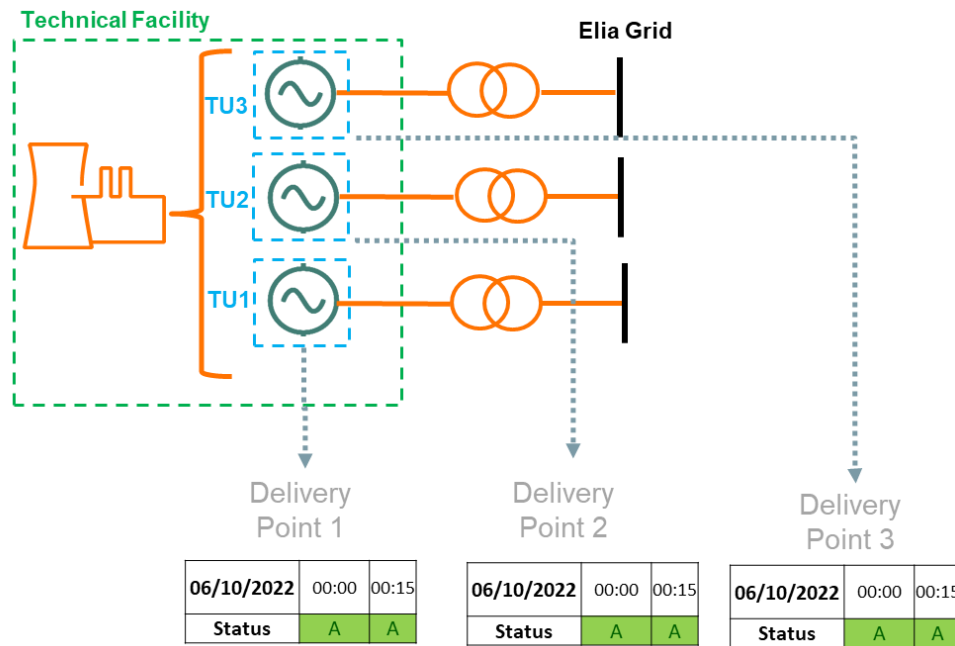 Technical Facility
Elia Grid
TU3
TU2
TU1
Delivery
Point 1
Delivery
Point 2
Delivery
Point 3
06/10/2022 00:00 00:15
Status A A
06/10/2022 00:00 00:15
Status A A
06/10/2022 00:00 00:15
Status A A